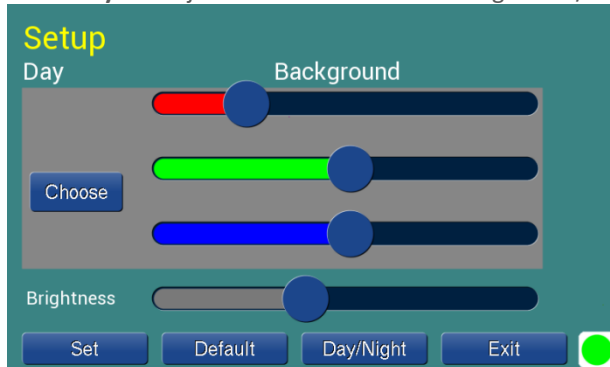 Setup
Day Background
Choose
Brightness
Set Default Day/Night Exit